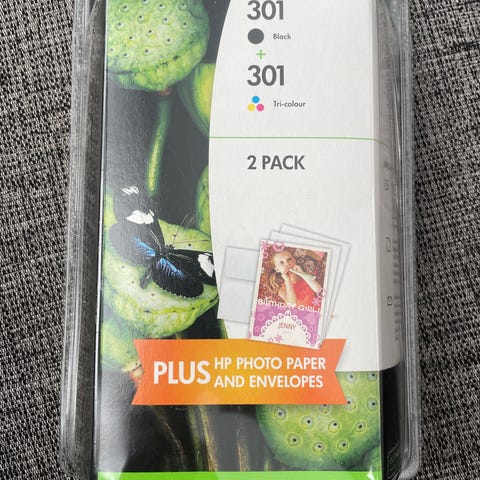 301
Black
+
301
Tri-colour
2 PACK
BIRTHDAY GIRL!
JENNY
PLUS HP PHOTO PAPER
AND ENVELOPES